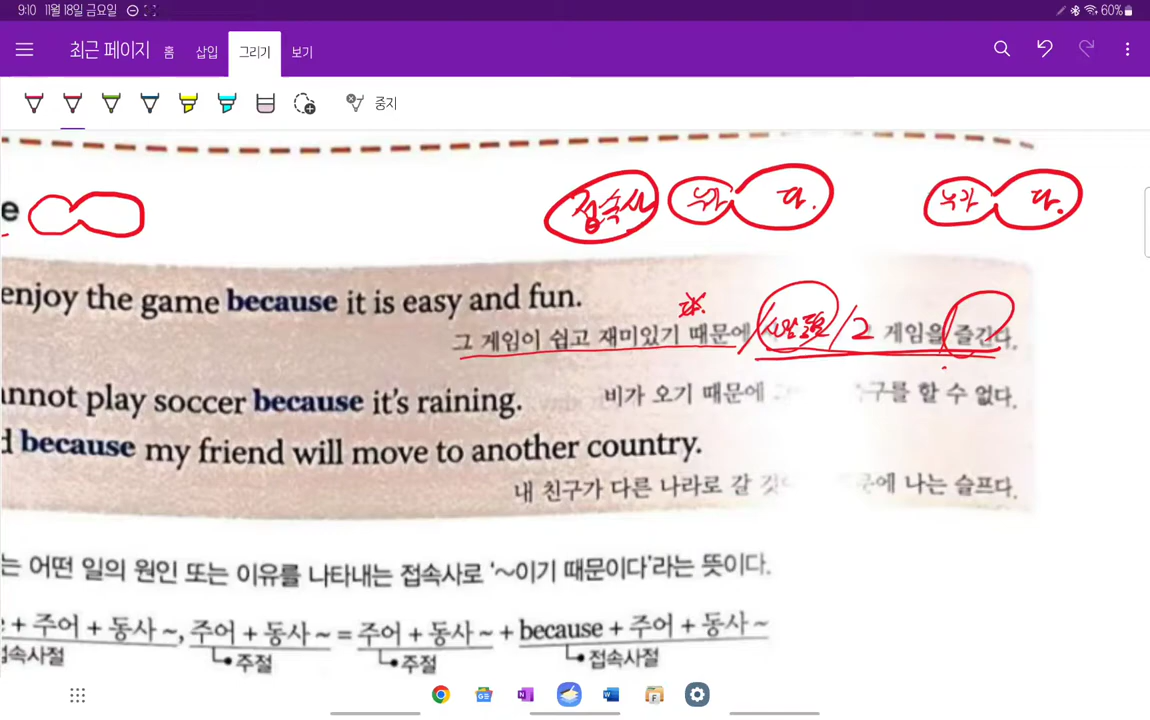 9:10 11월 18일 금요일 60%
최근 페이지 홈 삽입 그리기 보기
중지
e 접속사 누가 다. 누가 다.
enjoy the game because it is easy and fun.
그 게임이 쉽고 재미있기 때문에 사람들은/그 게임을 즐긴다.
annot play soccer because it's raining.
비가 오기 때문에 구를 할 수 없다.
d because my friend will move to another country.
내 친구가 다른 나라로 갈 문에 나는 슬프다.
는 어떤 일의 원인 또는 이유를 나타내는 접속사로 '~이기 때문이다'라는 뜻이다.
e + 주어 + 동사 ~, 주어 + 동사 ~ = 주어 + 동사 ~ + because + 주어 + 동사 ~
접속사절 주절 주절 접속사절